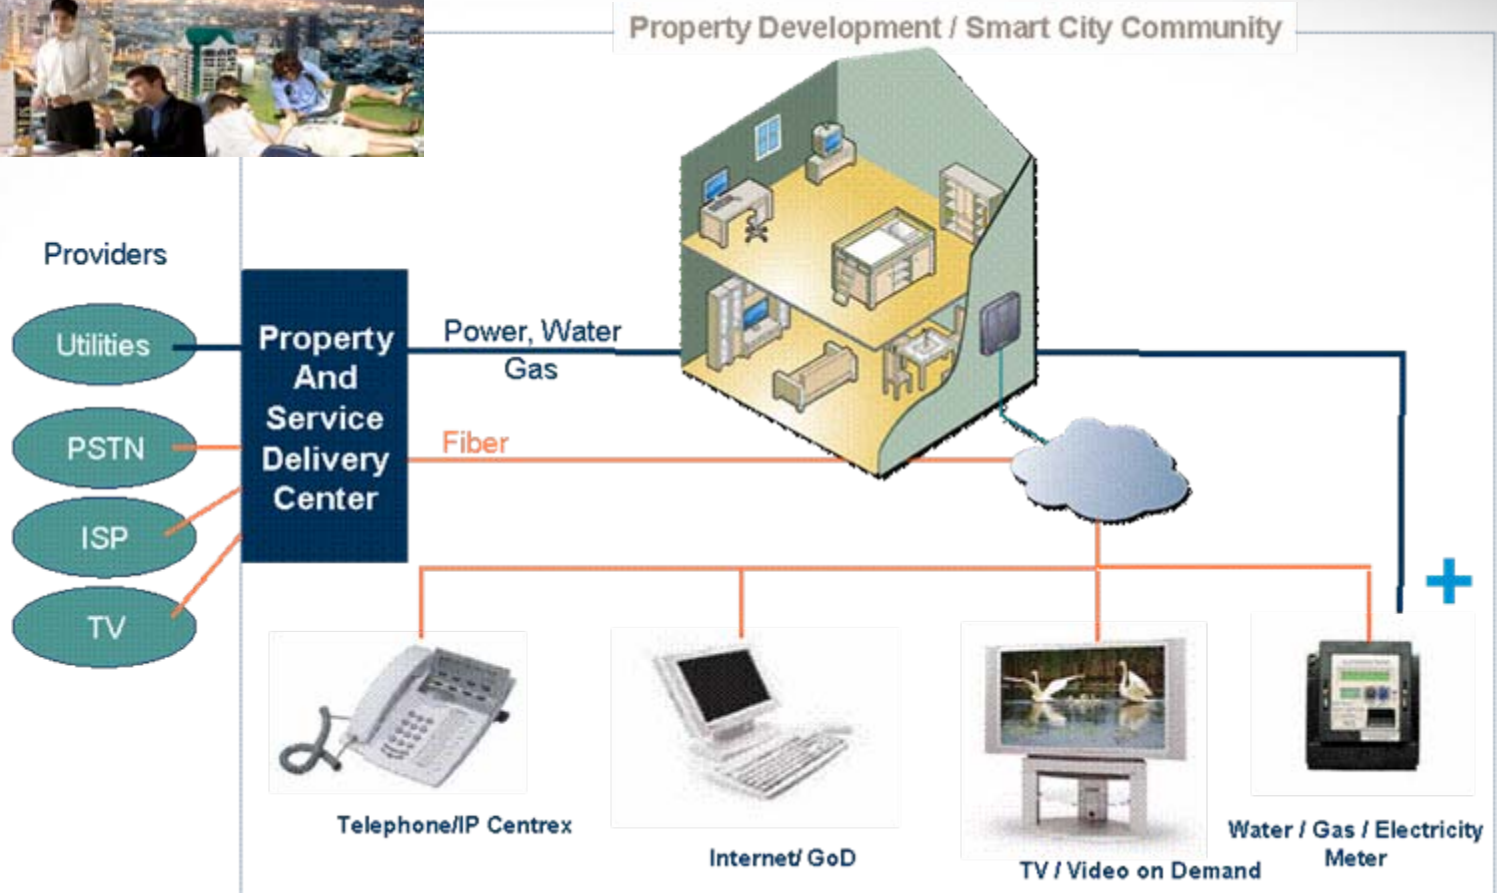 Property Development / Smart City Community
Providers
Utilities
PSTN
ISP
TV
Property
And
Service
Delivery
Center
Power, Water
Gas
Fiber
Telephone/IP Centrex
Internet/ GoD
TV / Video on Demand
Water / Gas / Electricity
Meter